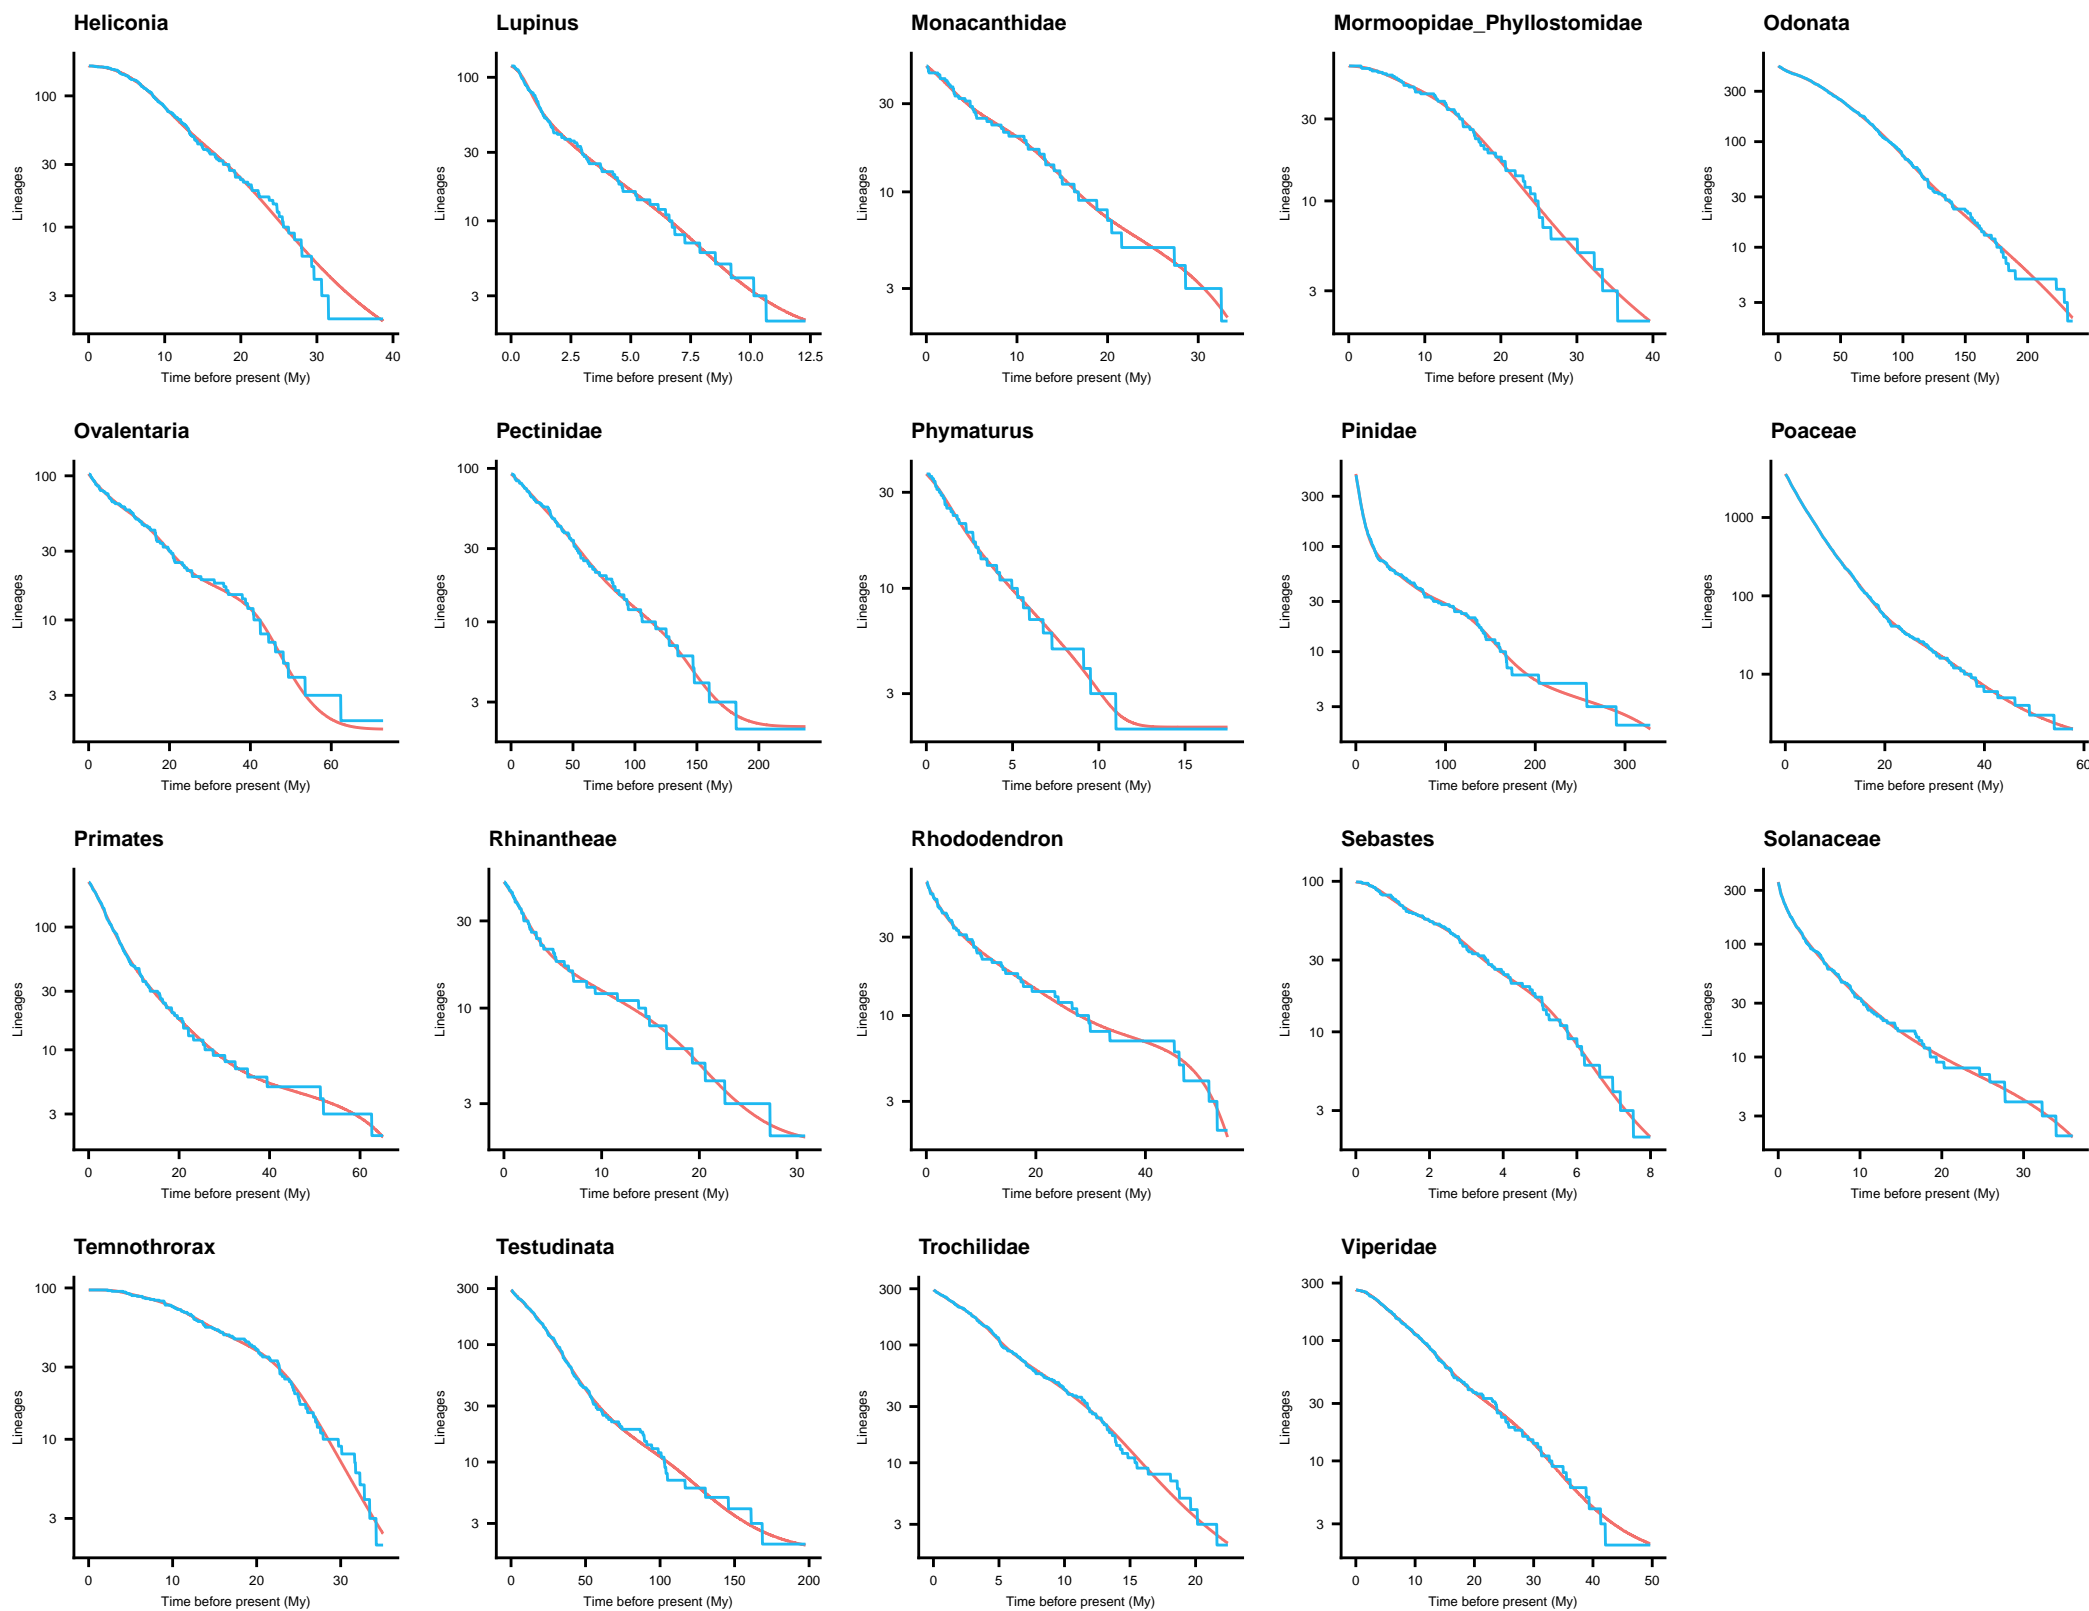 Heliconia Lupinus Monacanthidae Mormoopidae_Phyllostomidae Odonata
100 30 10 3 Lineages 0 10 20 30 40 Time before present (My)
100 30 10 3 Lineages 0.0 2.5 5.0 7.5 10.0 12.5 Time before present (My)
30 10 3 Lineages 0 10 20 30 Time before present (My)
30 10 3 Lineages 0 10 20 30 40 Time before present (My)
300 100 30 10 3 Lineages 0 50 100 150 200 Time before present (My)
Ovalentaria Pectinidae Phymaturus Pinidae Poaceae
100 30 10 3 Lineages 0 20 40 60 Time before present (My)
100 30 10 3 Lineages 0 50 100 150 200 Time before present (My)
30 10 3 Lineages 0 5 10 15 Time before present (My)
300 100 30 10 3 Lineages 0 100 200 300 Time before present (My)
1000 100 10 Lineages 0 20 40 60 Time before present (My)
Primates Rhinantheae Rhododendron Sebastes Solanaceae
100 30 10 3 Lineages 0 20 40 60 Time before present (My)
30 10 3 Lineages 0 10 20 30 Time before present (My)
30 10 3 Lineages 0 20 40 Time before present (My)
100 30 10 3 Lineages 0 2 4 6 8 Time before present (My)
300 100 30 10 3 Lineages 0 10 20 30 Time before present (My)
Temnothrorax Testudinata Trochilidae Viperidae
100 30 10 3 Lineages 0 10 20 30 Time before present (My)
300 100 30 10 3 Lineages 0 50 100 150 200 Time before present (My)
300 100 30 10 3 Lineages 0 5 10 15 20 Time before present (My)
300 100 30 10 3 Lineages 0 10 20 30 40 50 Time before present (My)